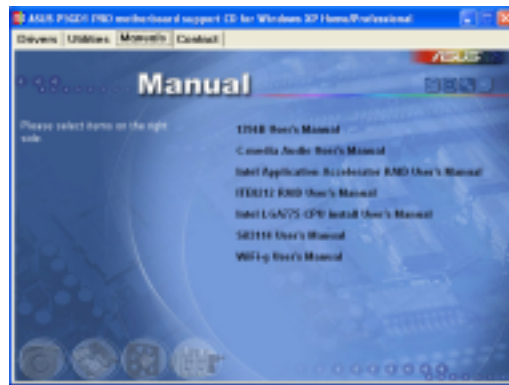 ASUS P5GD1 PRO motherboard support CD for Windows XP Home/Professional
Drivers Utilities Manuals Contact
ASUS
Manual
Please select items on the right side.
1394B User's Manual
C-media Audio User's Manual
Intel Application Accelerator RAID User's Manual
ITE8212 RAID User's Manual
Intel LGA775 CPU install User's Manual
User's Manual
WiFi-g User's Manual